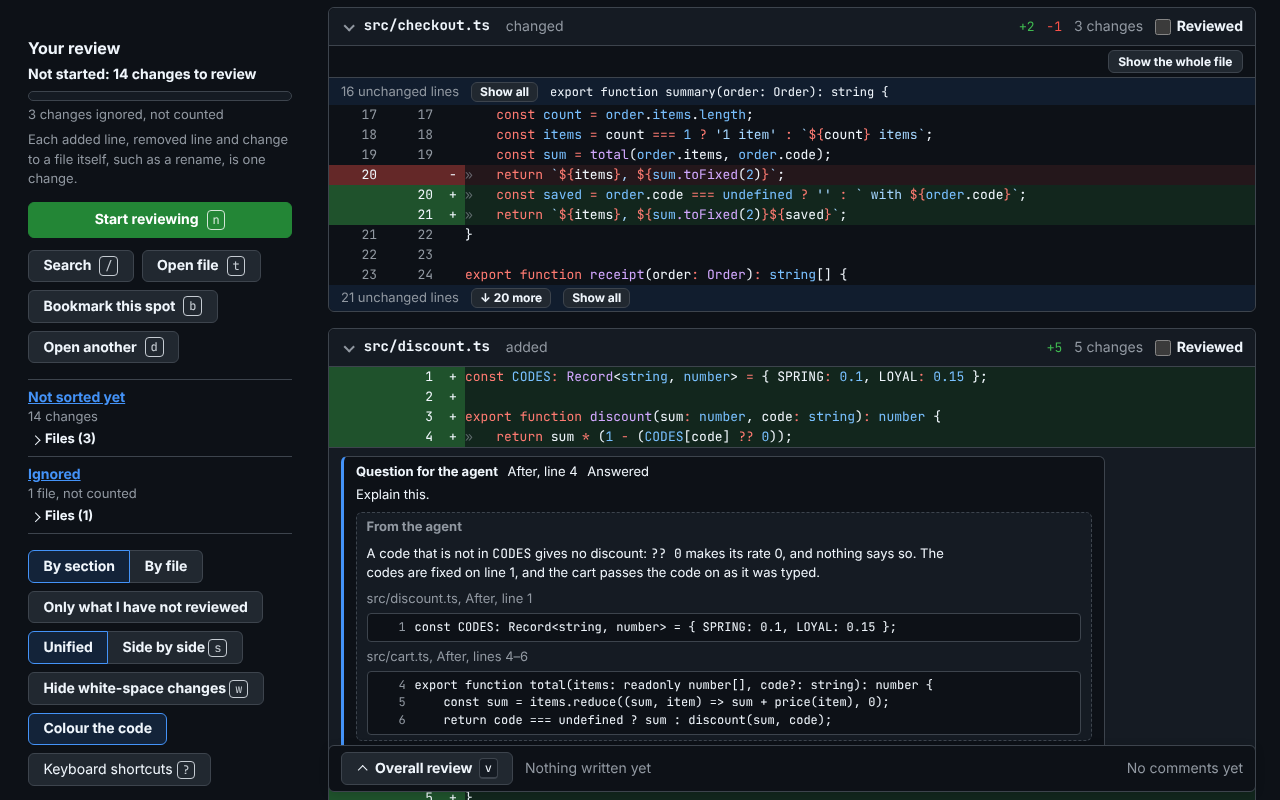 Your review
Not started: 14 changes to review
3 changes ignored, not counted
Each added line, removed line and change
to a file itself, such as a rename, is one
change.
Start reviewing n
Search / Open file t
Bookmark this spot b
Open another d
Not sorted yet
14 changes
Files (3)
Ignored
1 file, not counted
Files (1)
By section By file
Only what I have not reviewed
Unified Side by side s
Hide white-space changes w
Colour the code
Keyboard shortcuts ?
src/checkout.ts changed +2 -1 3 changes Reviewed
Show the whole file
16 unchanged lines Show all export function summary(order: Order): string {
17 17 const count = order.items.length;
18 18 const items = count === 1 ? '1 item' : `${count} items`;
19 19 const sum = total(order.items, order.code);
20 - » return `${items}, ${sum.toFixed(2)}`;
20 + » const saved = order.code === undefined ? '' : ` with ${order.code}`;
21 + » return `${items}, ${sum.toFixed(2)}${saved}`;
21 22 }
22 23
23 24 export function receipt(order: Order): string[] {
21 unchanged lines ↓ 20 more Show all
src/discount.ts added +5 5 changes Reviewed
1 + const CODES: Record<string, number> = { SPRING: 0.1, LOYAL: 0.15 };
2 +
3 + export function discount(sum: number, code: string): number {
4 + » return sum * (1 - (CODES[code] ?? 0));
Question for the agent After, line 4 Answered
Explain this.
From the agent
A code that is not in CODES gives no discount: ?? 0 makes its rate 0, and nothing says so. The
codes are fixed on line 1, and the cart passes the code on as it was typed.
src/discount.ts, After, line 1
1 const CODES: Record<string, number> = { SPRING: 0.1, LOYAL: 0.15 };
src/cart.ts, After, lines 4–6
4 export function total(items: readonly number[], code?: string): number {
5 const sum = items.reduce((sum, item) => sum + price(item), 0);
6 return code === undefined ? sum : discount(sum, code);
Overall review v Nothing written yet No comments yet
5 + }